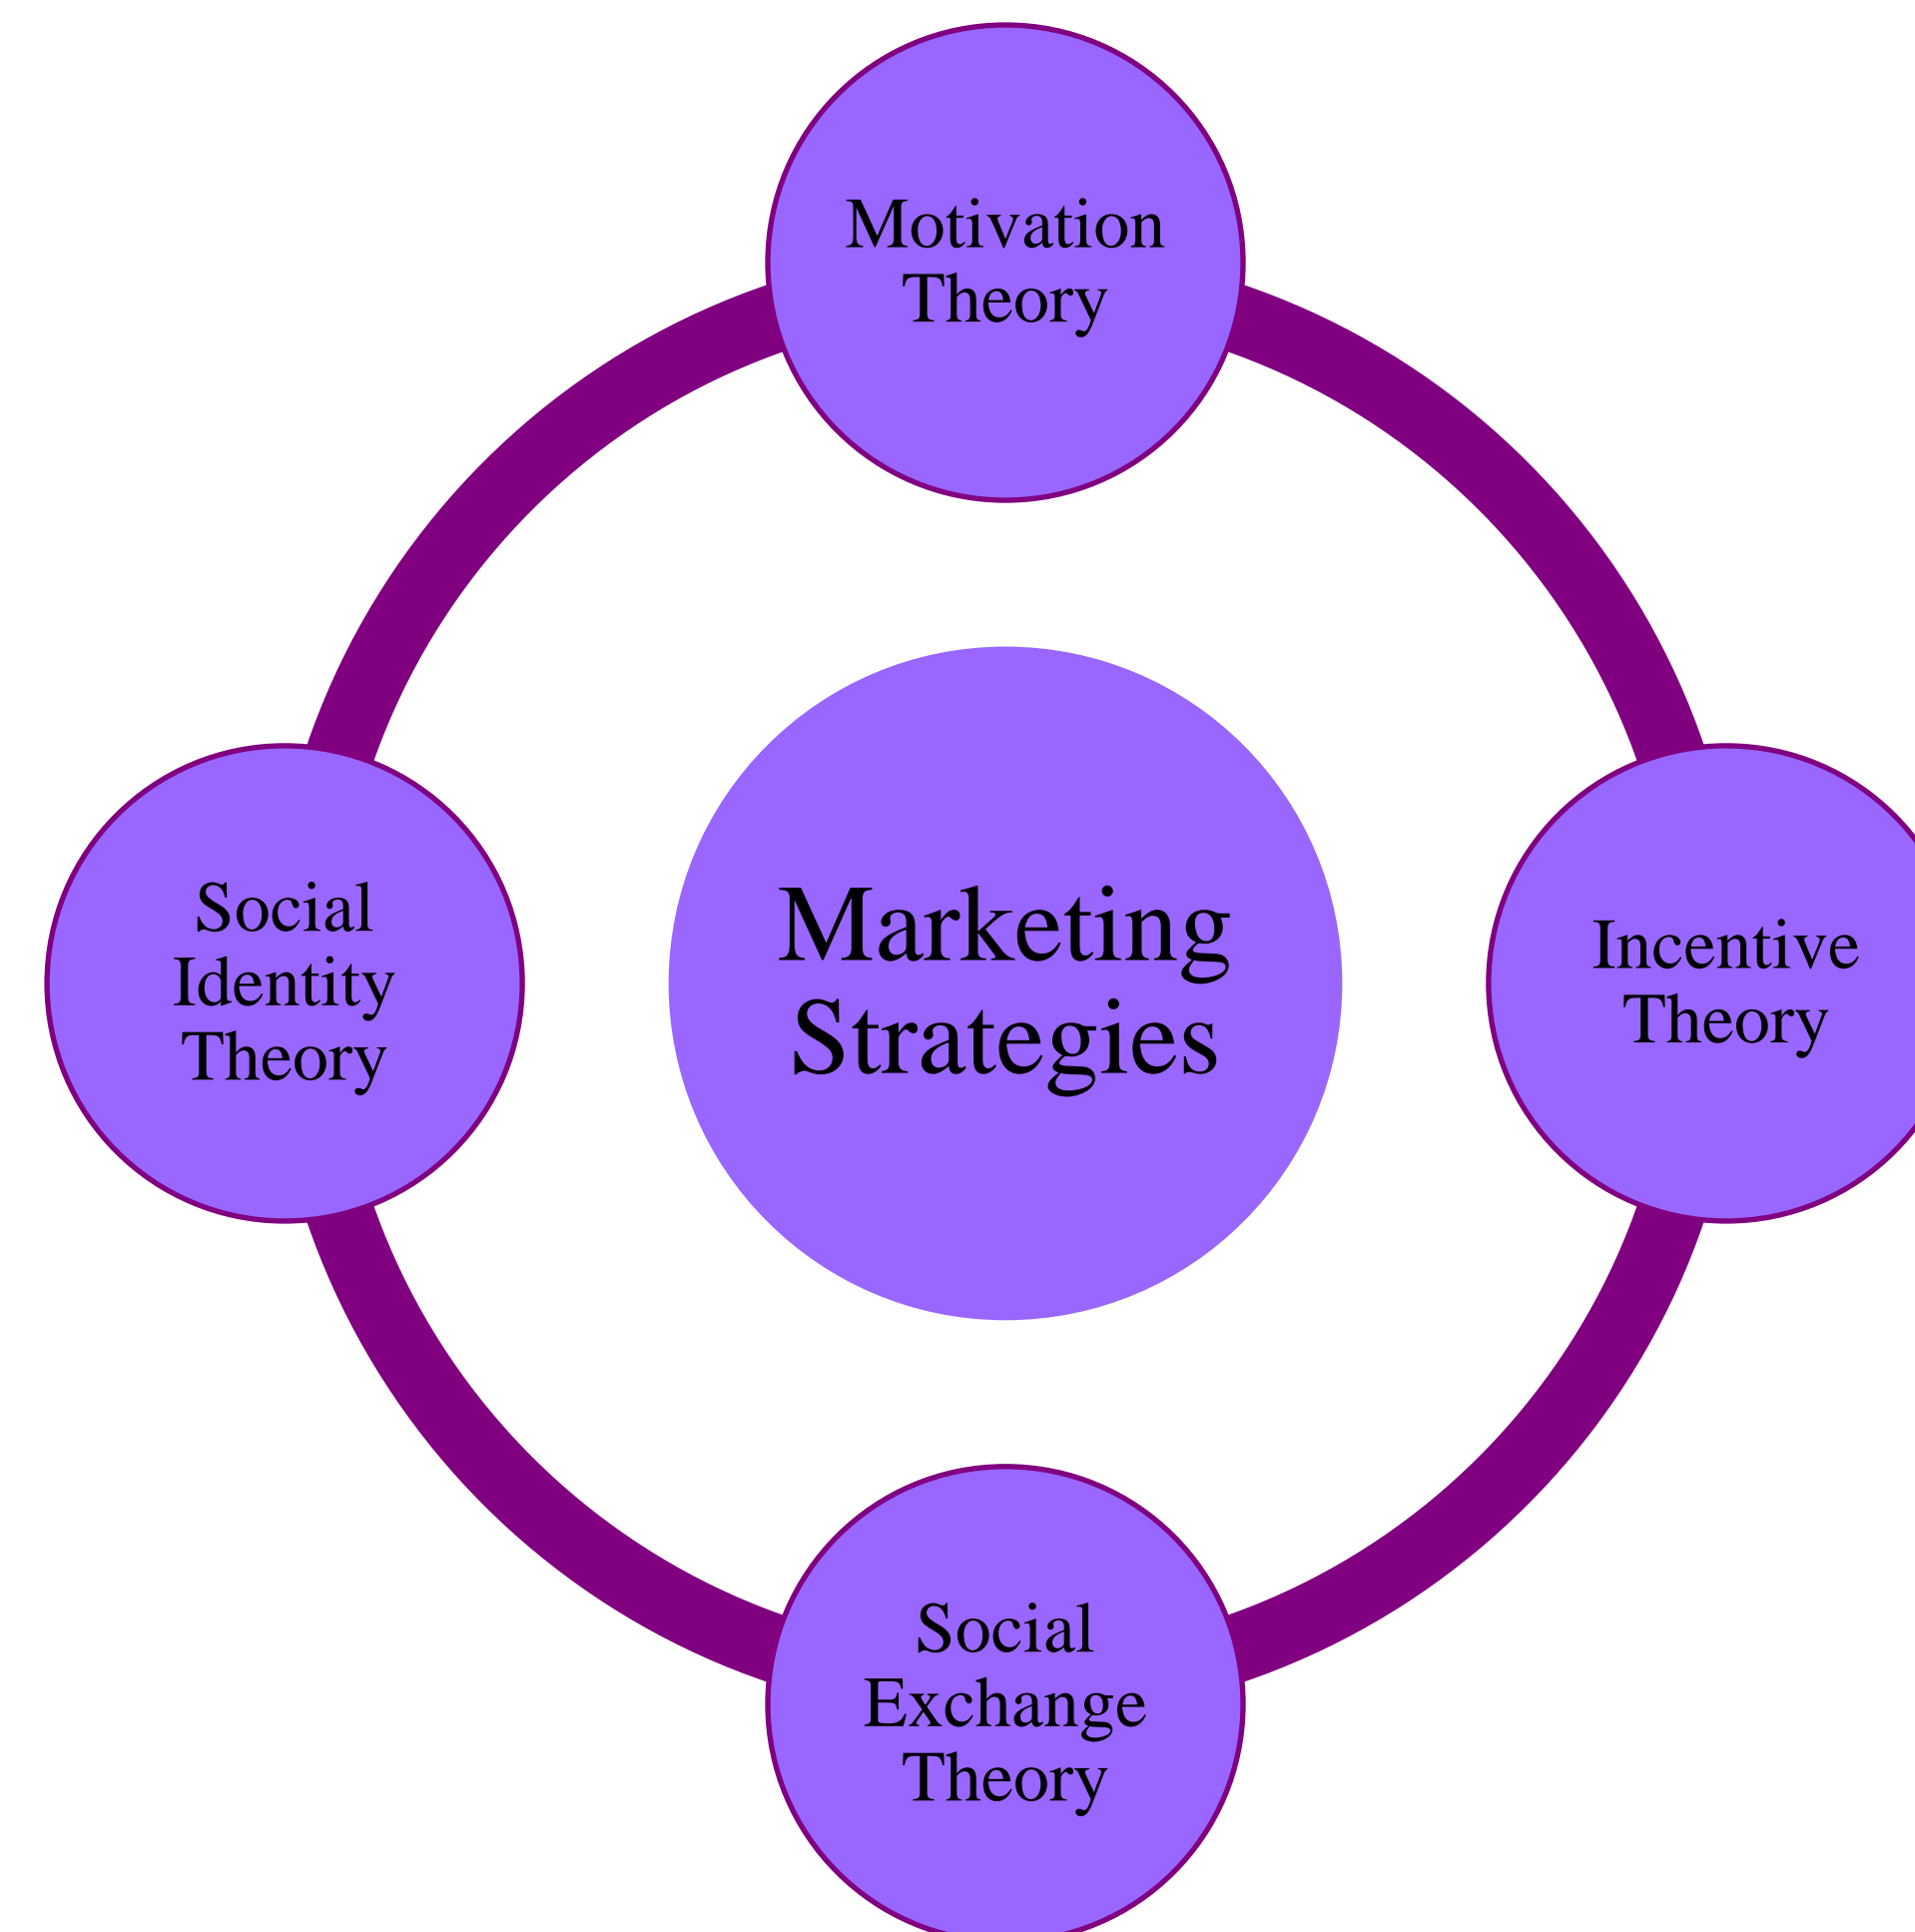 Motivation
Theory
Social
Identity
Theory
Marketing
Strategies
Incentive
Theory
Social
Exchange
Theory